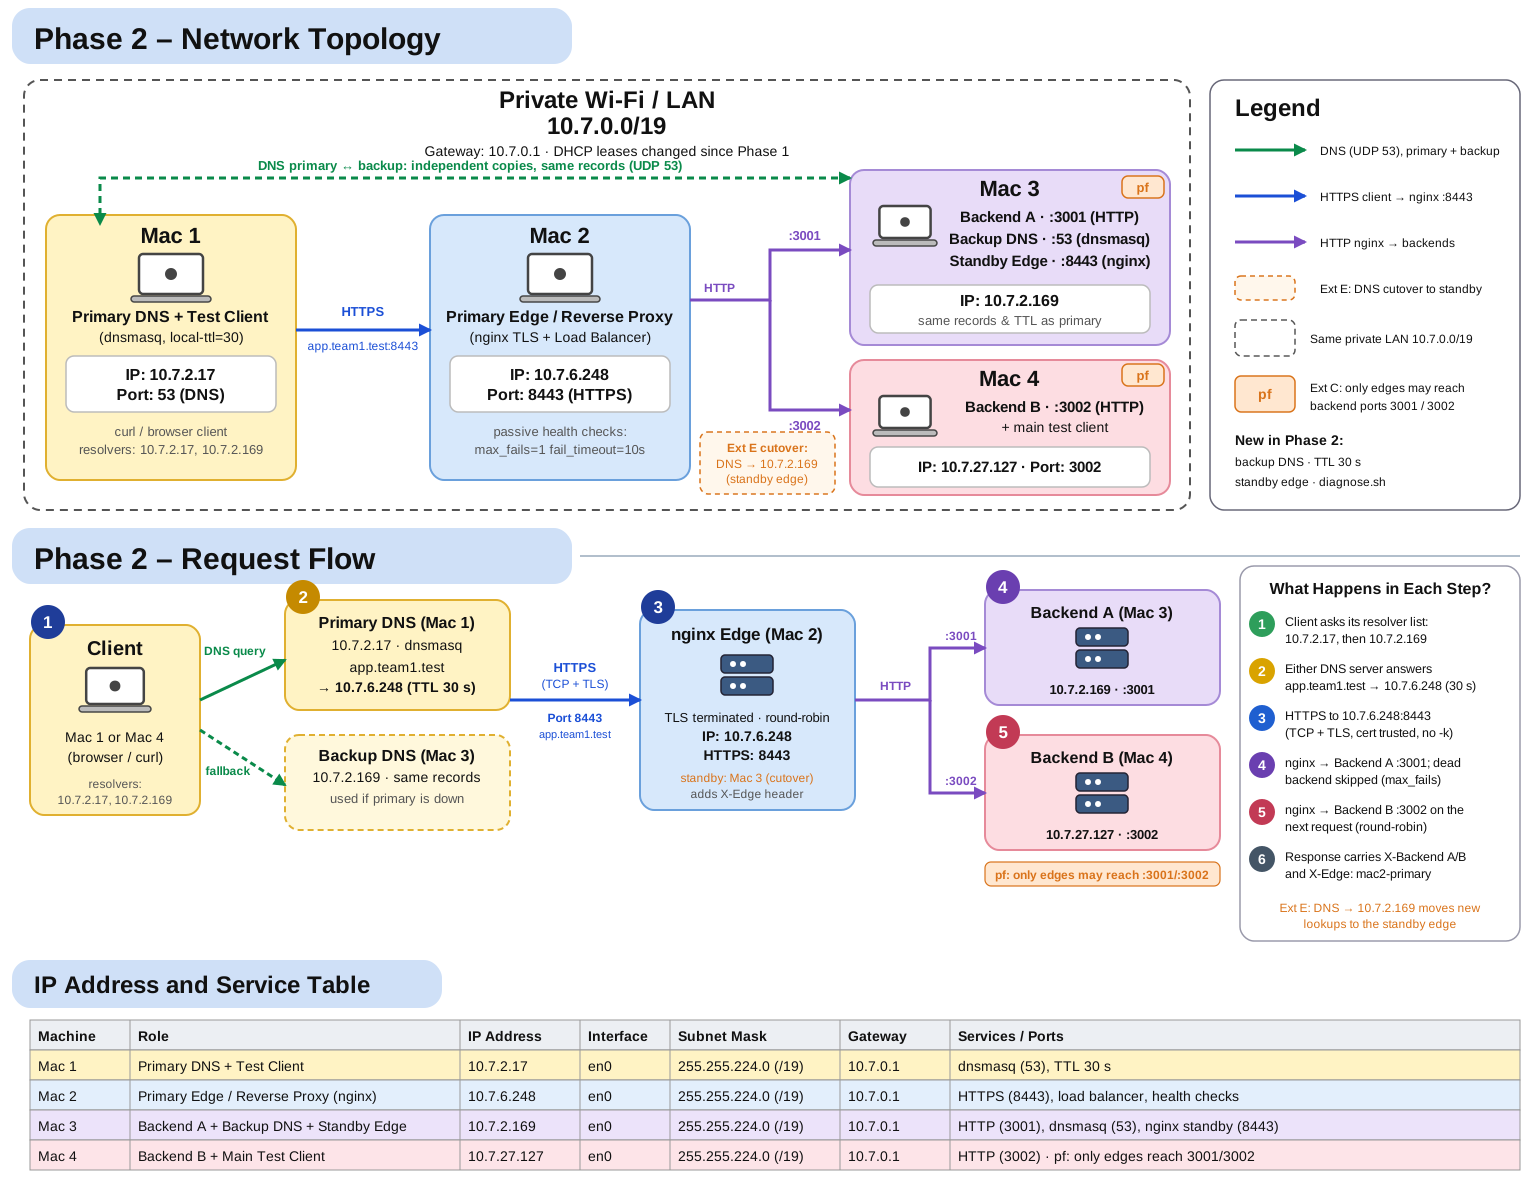 Phase 2 – Network Topology
Private Wi-Fi / LAN
10.7.0.0/19
Gateway: 10.7.0.1 · DHCP leases changed since Phase 1
DNS primary ↔ backup: independent copies, same records (UDP 53)
Mac 1
Primary DNS + Test Client
(dnsmasq, local-ttl=30)
IP: 10.7.2.17
Port: 53 (DNS)
curl / browser client
resolvers: 10.7.2.17, 10.7.2.169
HTTPS
app.team1.test:8443
Mac 2
Primary Edge / Reverse Proxy
(nginx TLS + Load Balancer)
IP: 10.7.6.248
Port: 8443 (HTTPS)
passive health checks:
max_fails=1 fail_timeout=10s
HTTP
:3001
:3002
Ext E cutover:
DNS → 10.7.2.169
(standby edge)
Mac 3
pf
Backend A · :3001 (HTTP)
Backup DNS · :53 (dnsmasq)
Standby Edge · :8443 (nginx)
IP: 10.7.2.169
same records & TTL as primary
Mac 4
pf
Backend B · :3002 (HTTP)
+ main test client
IP: 10.7.27.127 · Port: 3002
Legend
DNS (UDP 53), primary + backup
HTTPS client → nginx :8443
HTTP nginx → backends
Ext E: DNS cutover to standby
Same private LAN 10.7.0.0/19
pf
Ext C: only edges may reach
backend ports 3001 / 3002
New in Phase 2:
backup DNS · TTL 30 s
standby edge · diagnose.sh
Phase 2 – Request Flow
1
Client
Mac 1 or Mac 4
(browser / curl)
resolvers:
10.7.2.17, 10.7.2.169
DNS query
fallback
2
Primary DNS (Mac 1)
10.7.2.17 · dnsmasq
app.team1.test
→ 10.7.6.248 (TTL 30 s)
Backup DNS (Mac 3)
10.7.2.169 · same records
used if primary is down
HTTPS
(TCP + TLS)
Port 8443
app.team1.test
3
nginx Edge (Mac 2)
TLS terminated · round-robin
IP: 10.7.6.248
HTTPS: 8443
standby: Mac 3 (cutover)
adds X-Edge header
HTTP
:3001
:3002
4
Backend A (Mac 3)
10.7.2.169 · :3001
5
Backend B (Mac 4)
10.7.27.127 · :3002
pf: only edges may reach :3001/:3002
What Happens in Each Step?
1
Client asks its resolver list:
10.7.2.17, then 10.7.2.169
2
Either DNS server answers
app.team1.test → 10.7.6.248 (30 s)
3
HTTPS to 10.7.6.248:8443
(TCP + TLS, cert trusted, no -k)
4
nginx → Backend A :3001; dead
backend skipped (max_fails)
5
nginx → Backend B :3002 on the
next request (round-robin)
6
Response carries X-Backend A/B
and X-Edge: mac2-primary
Ext E: DNS → 10.7.2.169 moves new
lookups to the standby edge
IP Address and Service Table
Machine Role IP Address Interface Subnet Mask Gateway Services / Ports
Mac 1 Primary DNS + Test Client 10.7.2.17 en0 255.255.224.0 (/19) 10.7.0.1 dnsmasq (53), TTL 30 s
Mac 2 Primary Edge / Reverse Proxy (nginx) 10.7.6.248 en0 255.255.224.0 (/19) 10.7.0.1 HTTPS (8443), load balancer, health checks
Mac 3 Backend A + Backup DNS + Standby Edge 10.7.2.169 en0 255.255.224.0 (/19) 10.7.0.1 HTTP (3001), dnsmasq (53), nginx standby (8443)
Mac 4 Backend B + Main Test Client 10.7.27.127 en0 255.255.224.0 (/19) 10.7.0.1 HTTP (3002) · pf: only edges reach 3001/3002